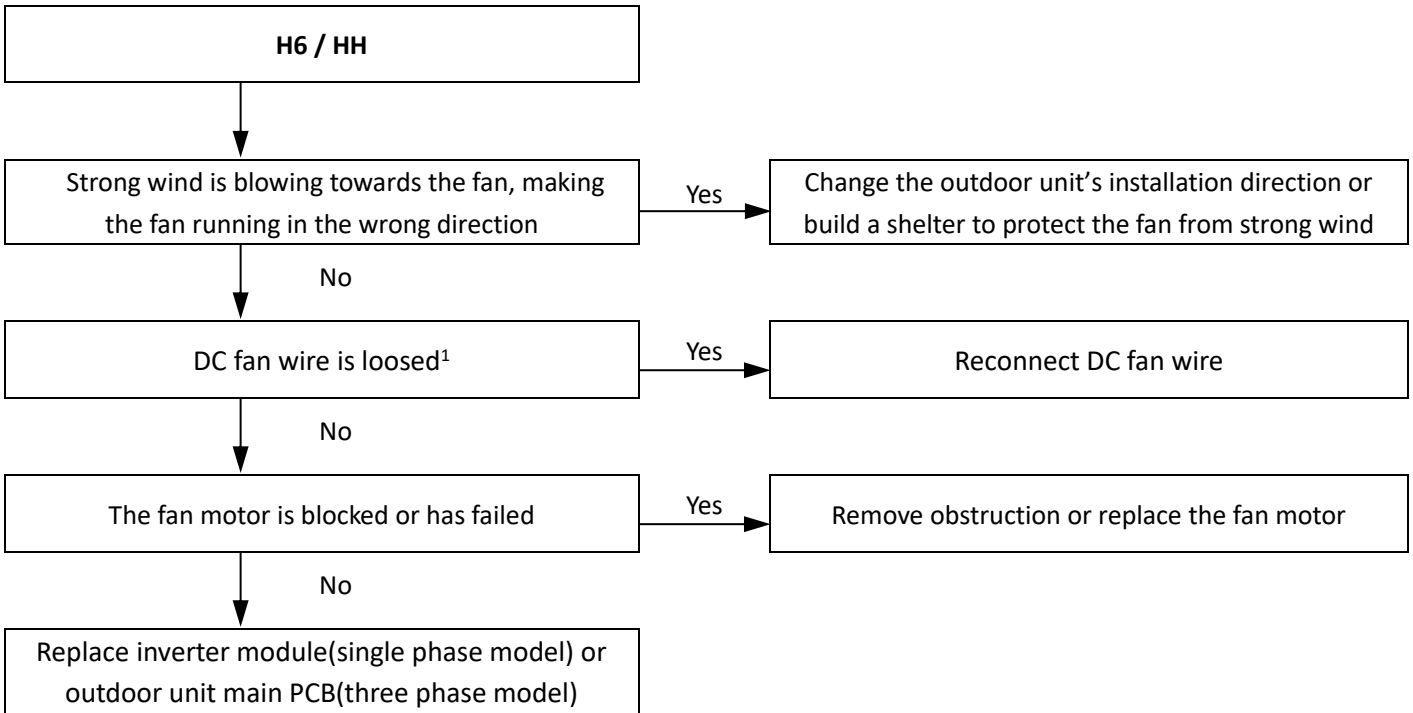 H6 / HH
Strong wind is blowing towards the fan, making
the fan running in the wrong direction
Yes
Change the outdoor unit’s installation direction or
build a shelter to protect the fan from strong wind
No
DC fan wire is loosed¹
Yes
Reconnect DC fan wire
No
The fan motor is blocked or has failed
Yes
Remove obstruction or replace the fan motor
No
Replace inverter module(single phase model) or
outdoor unit main PCB(three phase model)